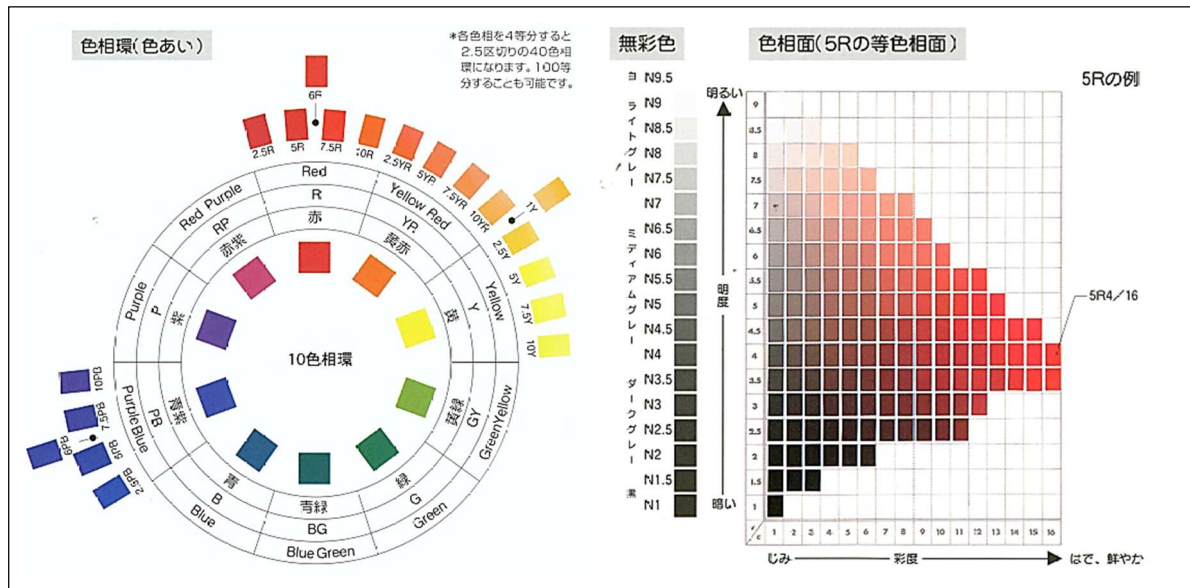 色相環(色あい)
*各色相を4等分すると
2.5区切りの40色相
環になります。100等
分することも可能です。
6R
2.5R
5R
7.5R
10R
2.5YR
5YR
7.5YR
10YR
1Y
2.5Y
5Y
7.5Y
10Y
Red
R
赤
Yellow Red
YR
黄赤
Yellow
Y
黄
GreenYellow
GY
黄緑
Green
G
緑
Blue Green
BG
青緑
Blue
B
青
PurpleBlue
PB
青紫
Purple
P
紫
Red Purple
RP
赤紫
10色相環
10PB
7.5PB
6PB
5PB
2.5PB
無彩色
白
ライトグレー
ミディアムグレー
ダークグレー
黒
N9.5
N9
N8.5
N8
N7.5
N7
N6.5
N6
N5.5
N5
N4.5
N4
N3.5
N3
N2.5
N2
N1.5
N1
色相面(5Rの等色相面)
5Rの例
明るい
明度
暗い
9
8.5
8
7.5
7
6.5
6
5.5
5
4.5
4
3.5
3
2.5
2
1.5
1
5R4/16
1 2 3 4 5 6 7 8 9 10 11 12 13 14 15 16
じみ 彩度 はで、鮮やか